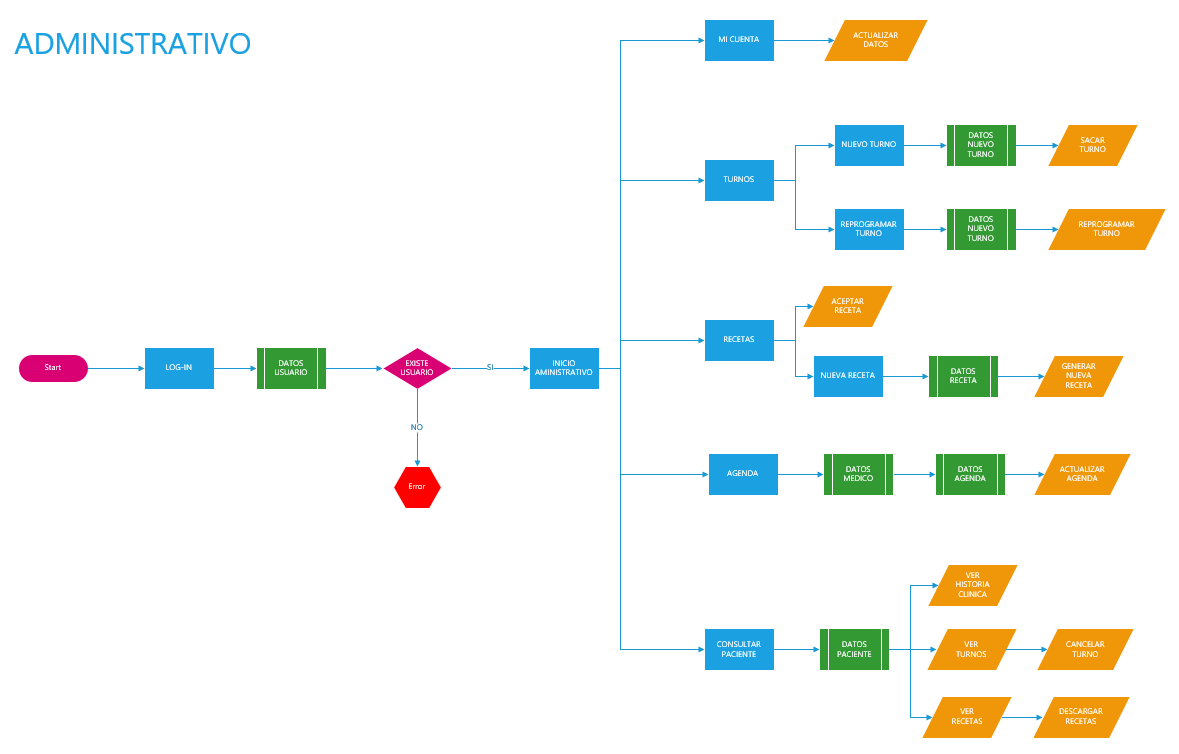 ADMINISTRATIVO
MI CUENTA
ACTUALIZAR
DATOS
NUEVO TURNO
DATOS
NUEVO
TURNO
SACAR
TURNO
TURNOS
REPROGRAMAR
TURNO
DATOS
NUEVO
TURNO
REPROGRAMAR
TURNO
ACEPTAR
RECETA
RECETAS
NUEVA RECETA
DATOS
RECETA
GENERAR
NUEVA
RECETA
Start
LOG-IN
DATOS
USUARIO
EXISTE
USUARIO
SI
INICIO
AMINISTRATIVO
NO
Error
AGENDA
DATOS
MEDICO
DATOS
AGENDA
ACTUALIZAR
AGENDA
VER
HISTORIA
CLINICA
CONSULTAR
PACIENTE
DATOS
PACIENTE
VER
TURNOS
CANCELAR
TURNO
VER
RECETAS
DESCARGAR
RECETAS